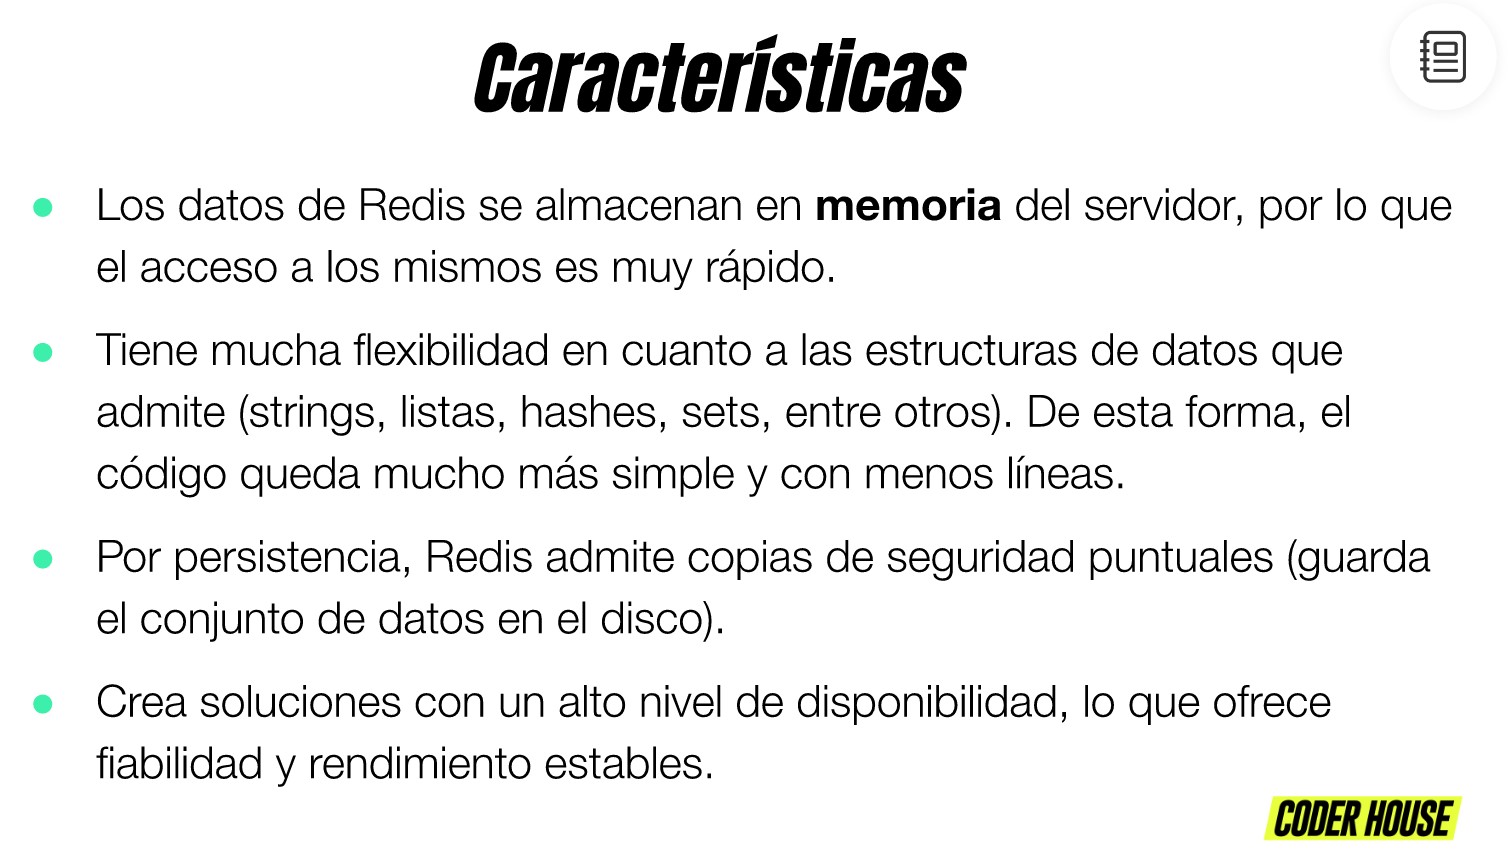 Características
● Los datos de Redis se almacenan en memoria del servidor, por lo que
el acceso a los mismos es muy rápido.
● Tiene mucha flexibilidad en cuanto a las estructuras de datos que
admite (strings, listas, hashes, sets, entre otros). De esta forma, el
código queda mucho más simple y con menos líneas.
● Por persistencia, Redis admite copias de seguridad puntuales (guarda
el conjunto de datos en el disco).
● Crea soluciones con un alto nivel de disponibilidad, lo que ofrece
fiabilidad y rendimiento estables.
CODER HOUSE